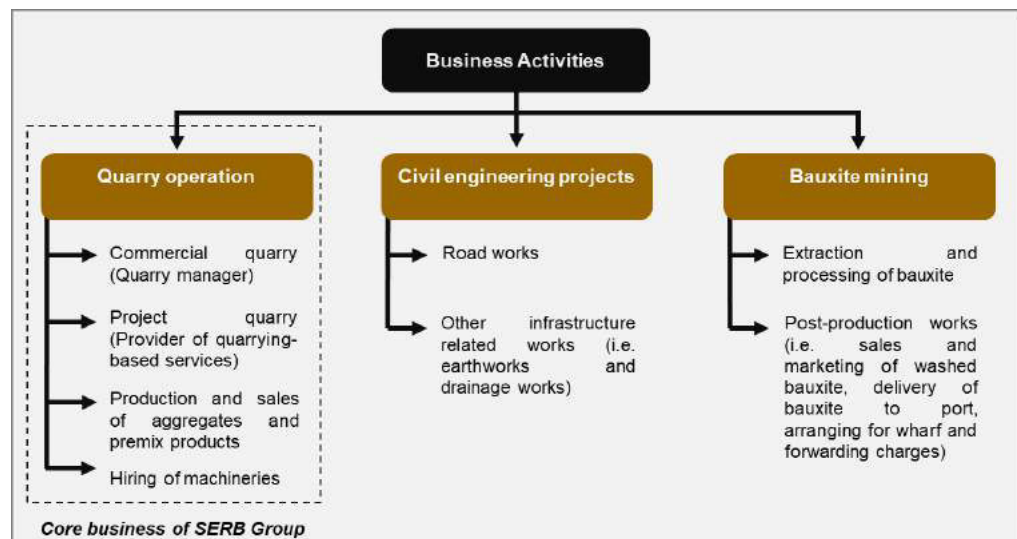 Business Activities
Quarry operation
Commercial quarry
(Quarry manager)
Project quarry
(Provider of quarrying-
based services)
Production and sales
of aggregates and
premix products
Hiring of machineries
Core business of SERB Group
Civil engineering projects
Road works
Other infrastructure
related works (i.e.
earthworks and
drainage works)
Bauxite mining
Extraction and
processing of bauxite
Post-production works
(i.e. sales and
marketing of washed
bauxite, delivery of
bauxite to port,
arranging for wharf and
forwarding charges)